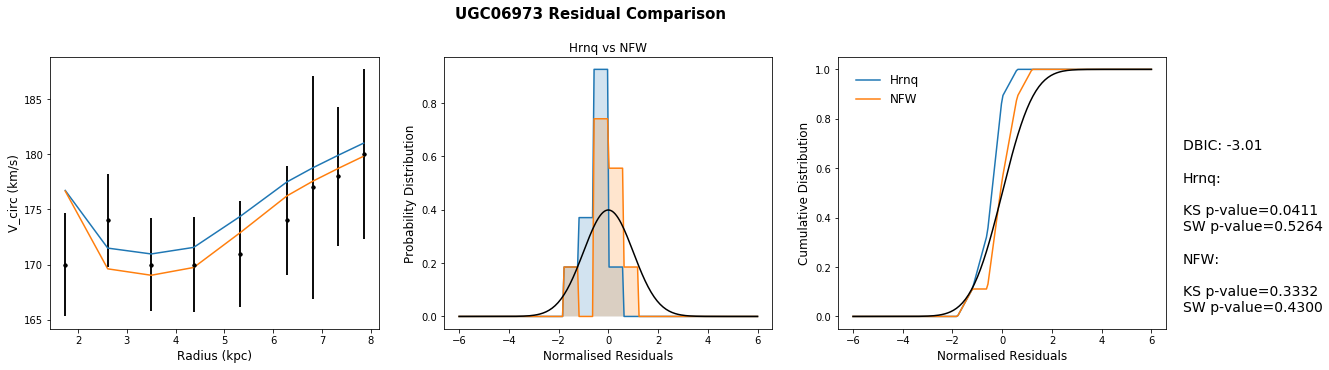 UGC06973 Residual Comparison
V_circ (km/s)
185
180
175
170
165
2 3 4 5 6 7 8
Radius (kpc)
Hrnq vs NFW
Probability Distribution
0.8
0.6
0.4
0.2
0.0
−6 −4 −2 0 2 4 6
Normalised Residuals
Cumulative Distribution
1.0
0.8
0.6
0.4
0.2
0.0
Hrnq
NFW
−6 −4 −2 0 2 4 6
Normalised Residuals
DBIC: -3.01
Hrnq:
KS p-value=0.0411
SW p-value=0.5264
NFW:
KS p-value=0.3332
SW p-value=0.4300